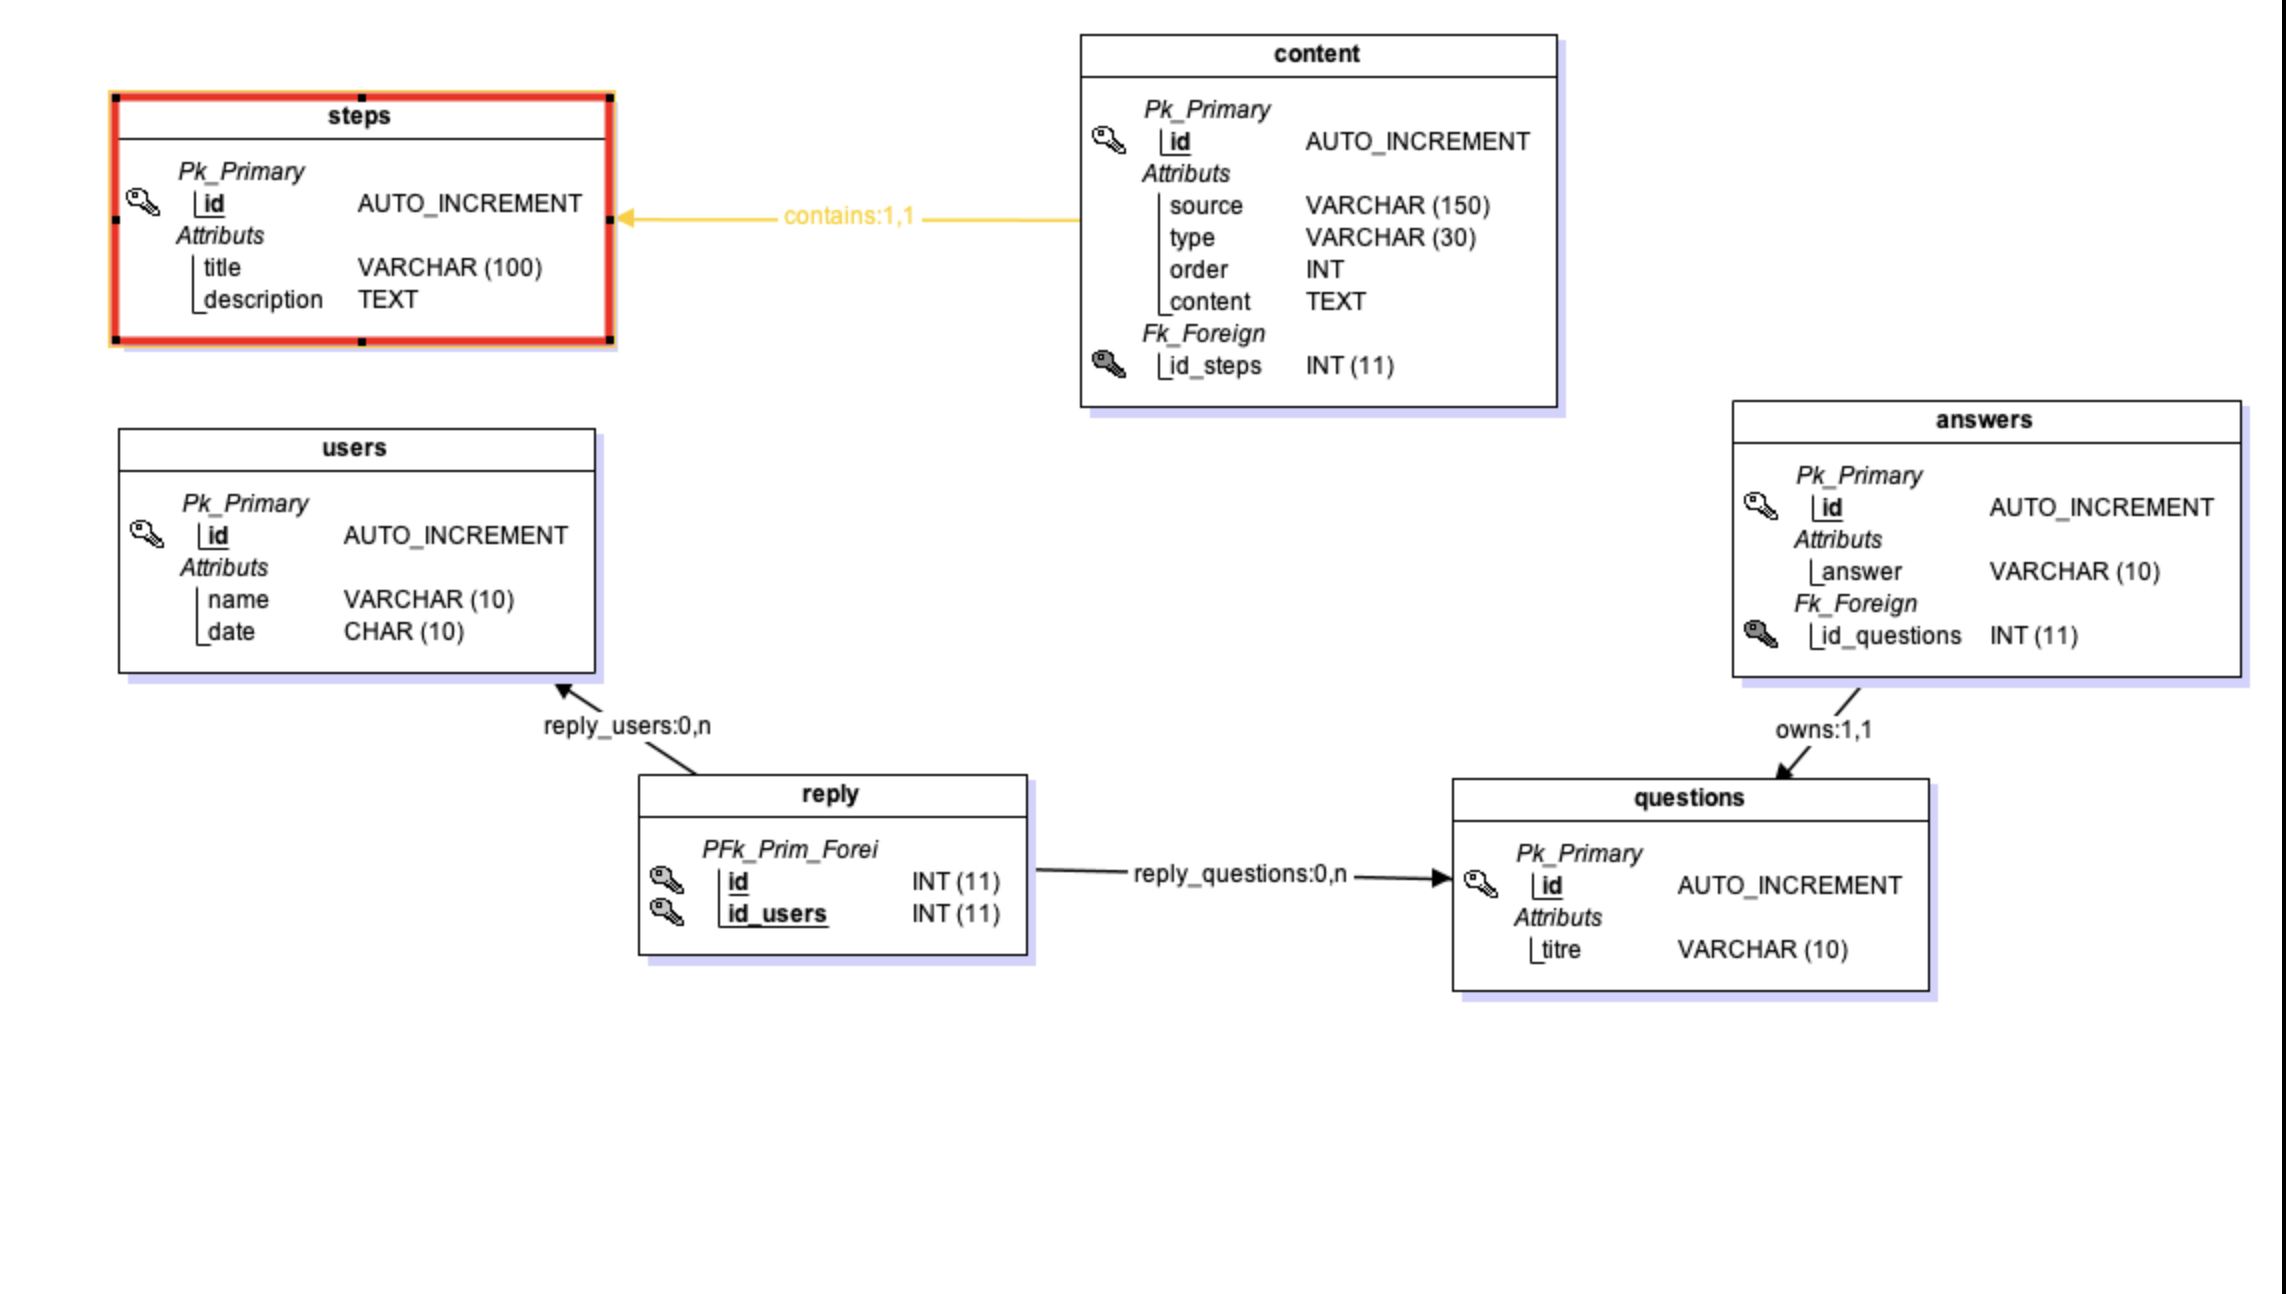 steps
Pk_Primary
id AUTO_INCREMENT
Attributs
title VARCHAR (100)
description TEXT
contains:1,1
content
Pk_Primary
id AUTO_INCREMENT
Attributs
source VARCHAR (150)
type VARCHAR (30)
order INT
content TEXT
Fk_Foreign
id_steps INT (11)
users
Pk_Primary
id AUTO_INCREMENT
Attributs
name VARCHAR (10)
date CHAR (10)
answers
Pk_Primary
id AUTO_INCREMENT
Attributs
answer VARCHAR (10)
Fk_Foreign
id_questions INT (11)
reply_users:0,n
owns:1,1
reply
PFk_Prim_Forei
id INT (11)
id_users INT (11)
reply_questions:0,n
questions
Pk_Primary
id AUTO_INCREMENT
Attributs
titre VARCHAR (10)